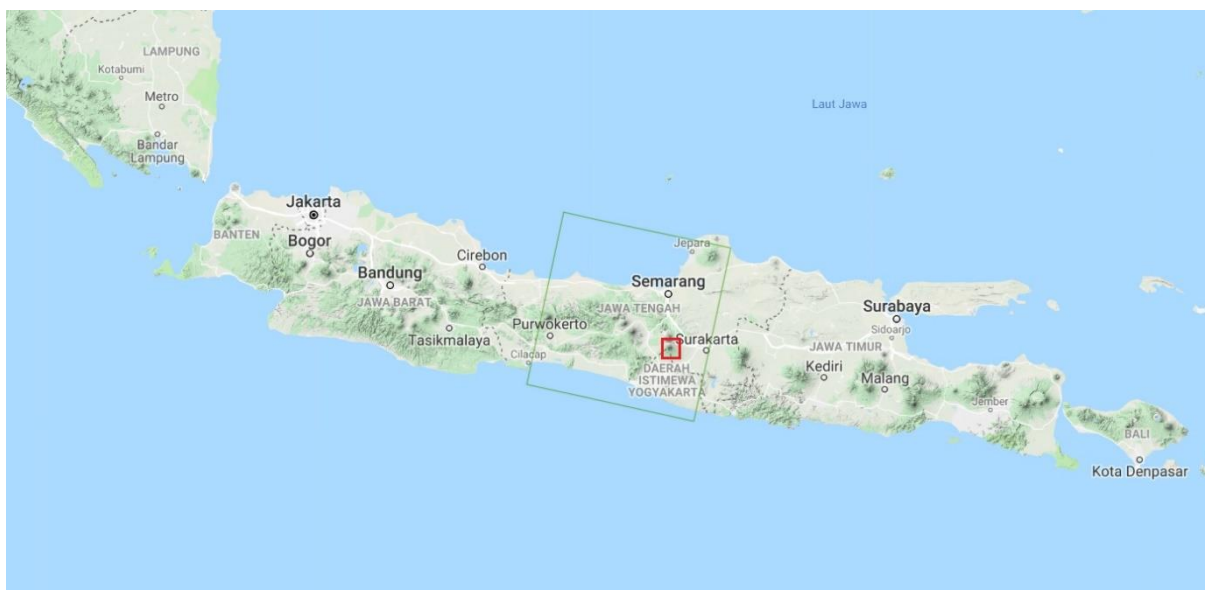 LAMPUNG
Kotabumi
Metro
Bandar
Lampung
Laut Jawa
Jakarta
BANTEN
Bogor
Cirebon
Bandung
JAWA BARAT
Tasikmalaya
Jepara
Semarang
JAWA TENGAH
Purwokerto
Cilacap
Surakarta
DAERAH
ISTIMEWA
YOGYAKARTA
Surabaya
Sidoarjo
JAWA TIMUR
Kediri
Malang
Jember
BALI
Kota Denpasar